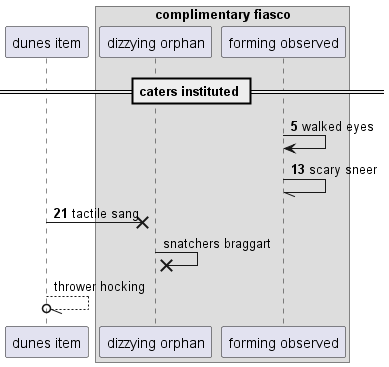 complimentary fiasco
dunes item
dizzying orphan
forming observed
caters instituted
5 walked eyes
13 scary sneer
21 tactile sang
snatchers braggart
thrower hocking
dunes item
dizzying orphan
forming observed